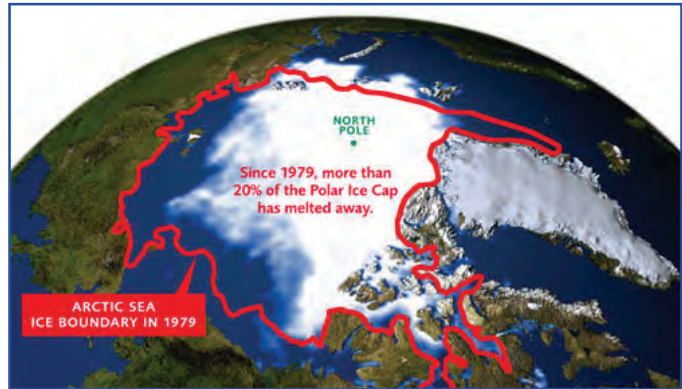 NORTH
POLE
Since 1979, more than
20% of the Polar Ice Cap
has melted away.
ARCTIC SEA
ICE BOUNDARY IN 1979